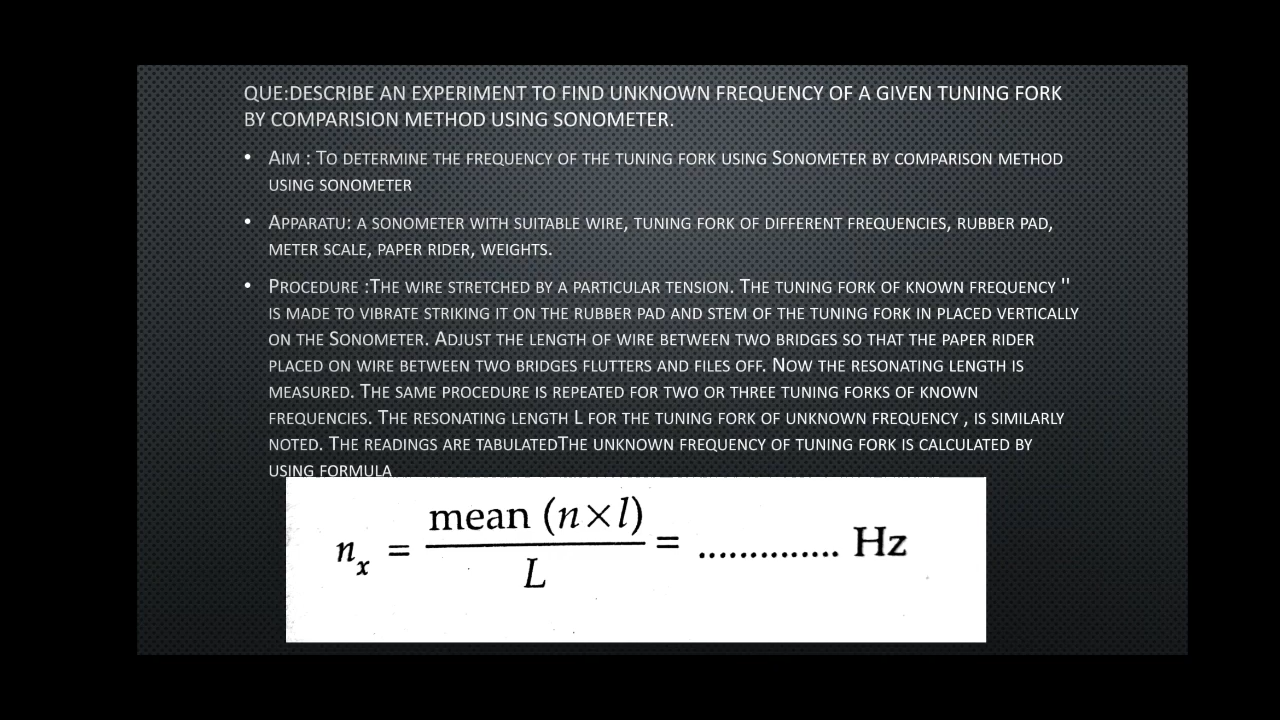 QUE:DESCRIBE AN EXPERIMENT TO FIND UNKNOWN FREQUENCY OF A GIVEN TUNING FORK
BY COMPARISION METHOD USING SONOMETER.
• AIM : TO DETERMINE THE FREQUENCY OF THE TUNING FORK USING SONOMETER BY COMPARISON METHOD
USING SONOMETER
• APPARATU: A SONOMETER WITH SUITABLE WIRE, TUNING FORK OF DIFFERENT FREQUENCIES, RUBBER PAD,
METER SCALE, PAPER RIDER, WEIGHTS.
• PROCEDURE :THE WIRE STRETCHED BY A PARTICULAR TENSION. THE TUNING FORK OF KNOWN FREQUENCY "
IS MADE TO VIBRATE STRIKING IT ON THE RUBBER PAD AND STEM OF THE TUNING FORK IN PLACED VERTICALLY
ON THE SONOMETER. ADJUST THE LENGTH OF WIRE BETWEEN TWO BRIDGES SO THAT THE PAPER RIDER
PLACED ON WIRE BETWEEN TWO BRIDGES FLUTTERS AND FILES OFF. NOW THE RESONATING LENGTH IS
MEASURED. THE SAME PROCEDURE IS REPEATED FOR TWO OR THREE TUNING FORKS OF KNOWN
FREQUENCIES. THE RESONATING LENGTH L FOR THE TUNING FORK OF UNKNOWN FREQUENCY , IS SIMILARLY
NOTED. THE READINGS ARE TABULATEDTHE UNKNOWN FREQUENCY OF TUNING FORK IS CALCULATED BY
USING FORMULA
mean (n×l)
nₓ = ―――――― = .............. Hz
L